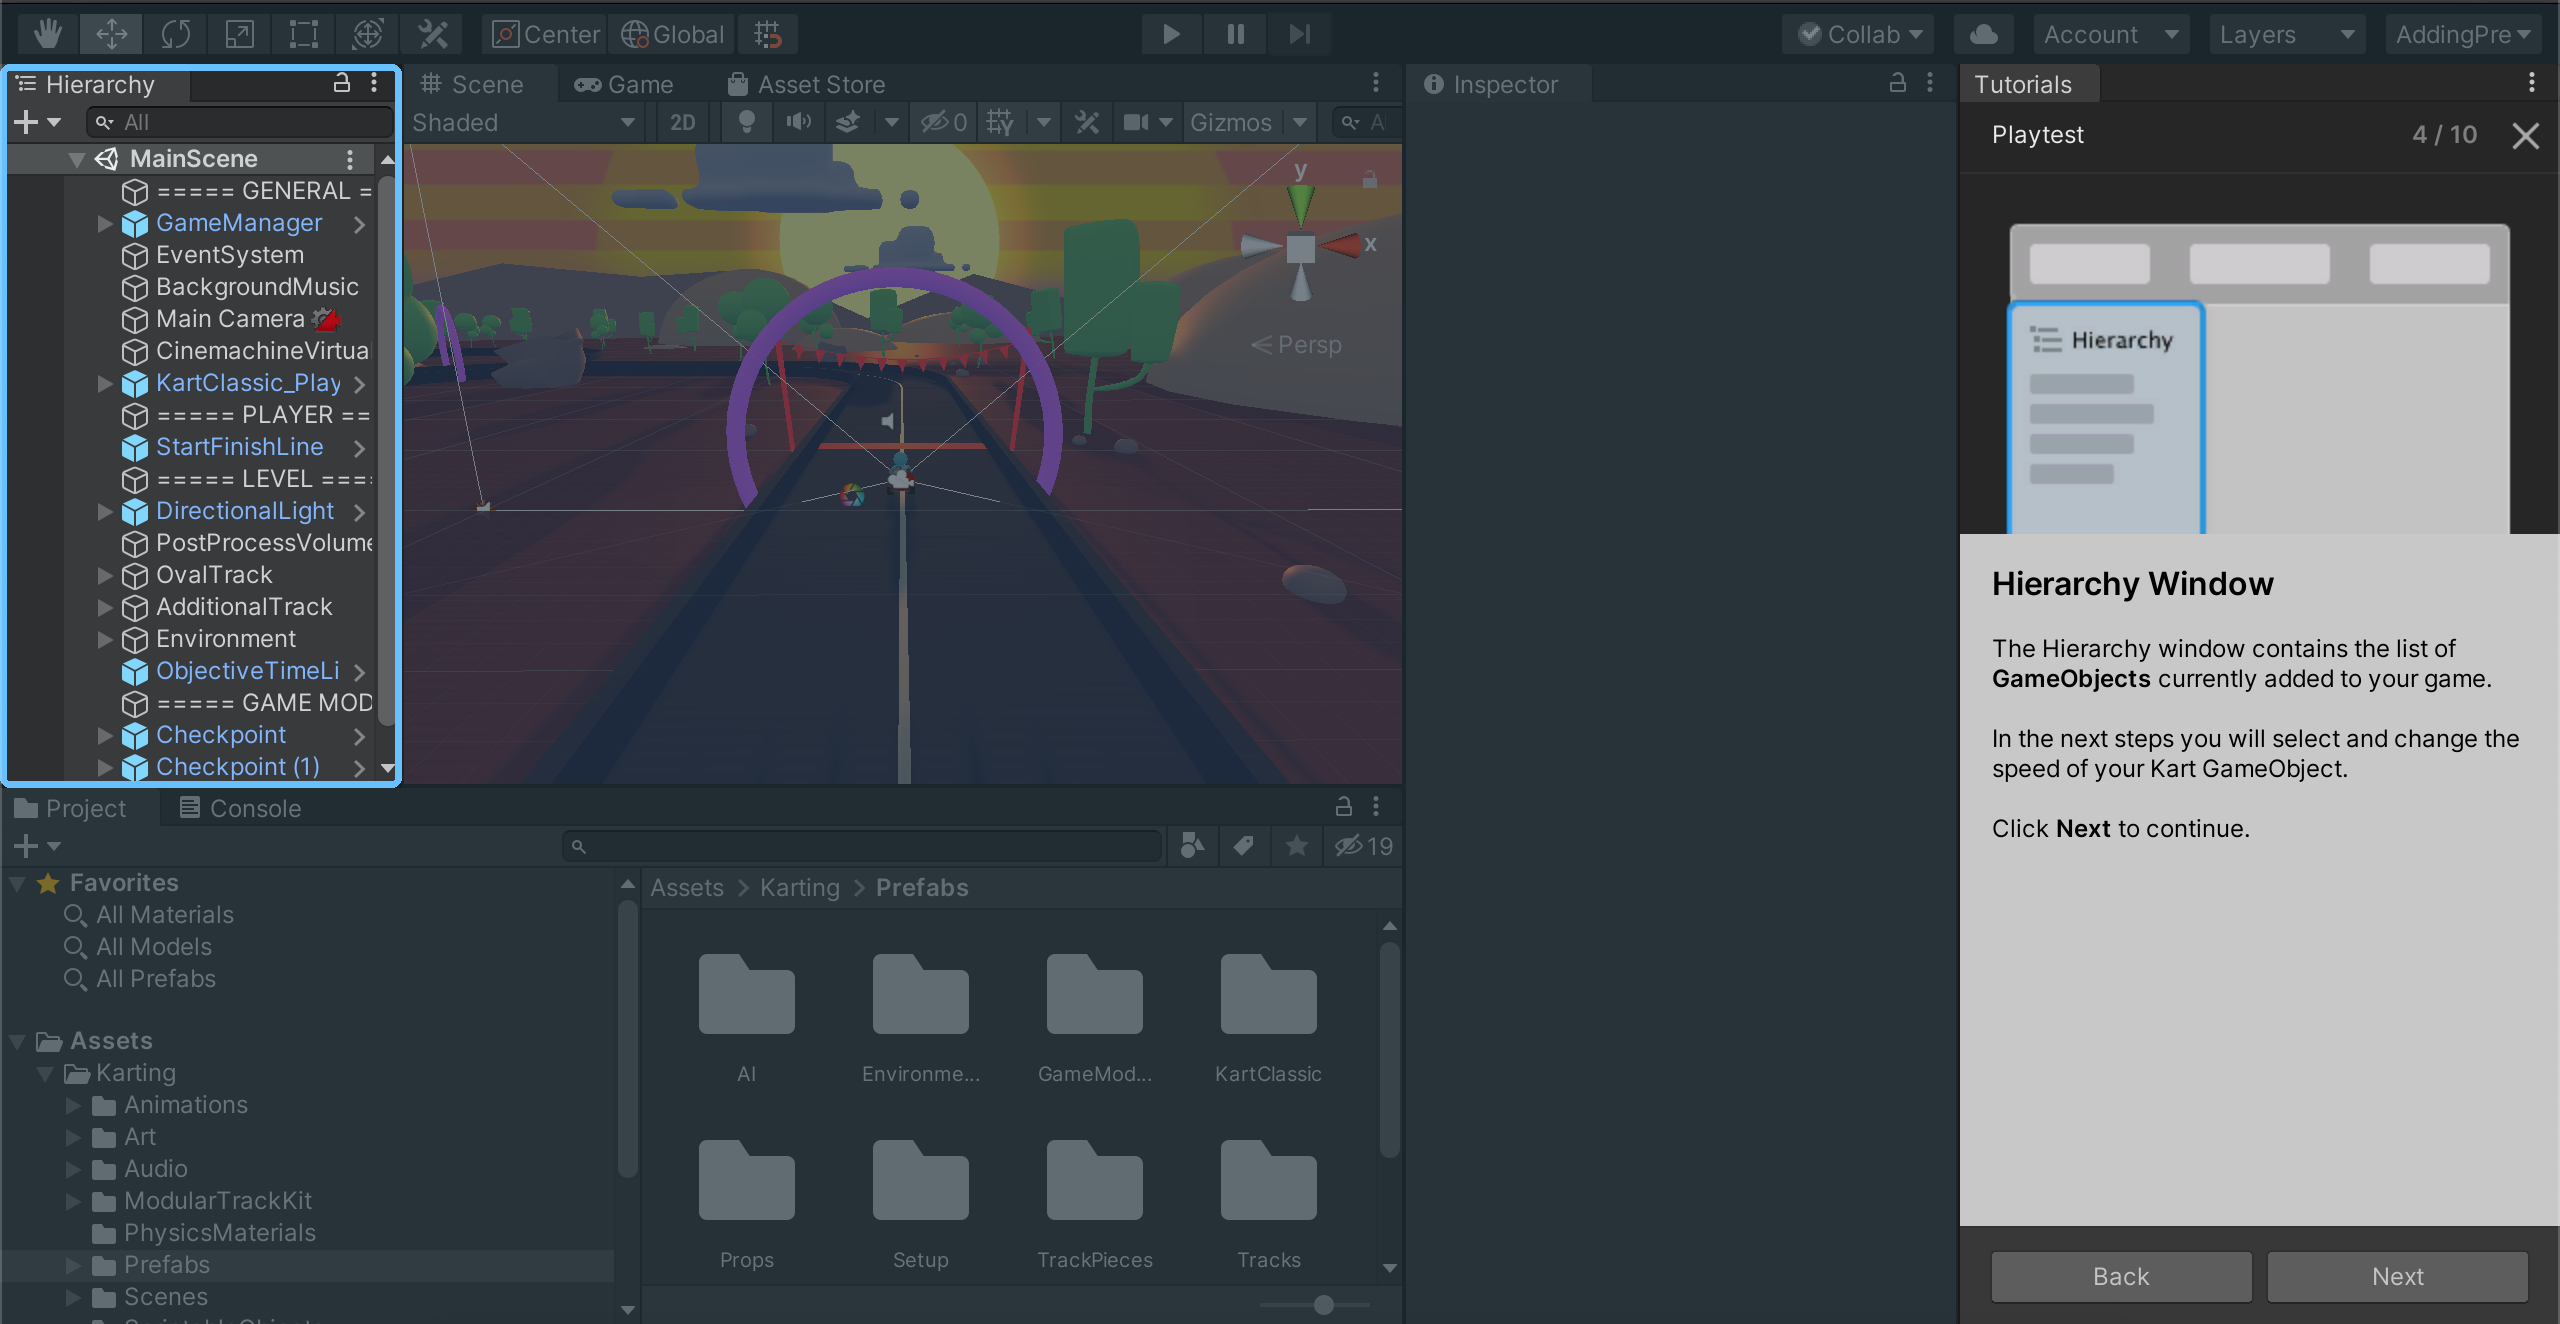 Center
Global
Collab
Account
Layers
AddingPre
Hierarchy
All
MainScene
===== GENERAL =
GameManager
EventSystem
BackgroundMusic
Main Camera
CinemachineVirtua
KartClassic_Play
===== PLAYER ==
StartFinishLine
===== LEVEL ====
DirectionalLight
PostProcessVolume
OvalTrack
AdditionalTrack
Environment
ObjectiveTimeLi
===== GAME MOD
Checkpoint
Checkpoint (1)
Scene
Game
Asset Store
Shaded
2D
0
Gizmos
A
y
x
Persp
Inspector
Tutorials
Playtest
4 / 10
Hierarchy
Hierarchy Window
The Hierarchy window contains the list of
GameObjects currently added to your game.
In the next steps you will select and change the
speed of your Kart GameObject.
Click Next to continue.
Back
Next
Project
Console
19
Favorites
All Materials
All Models
All Prefabs
Assets
Karting
Animations
Art
Audio
ModularTrackKit
PhysicsMaterials
Prefabs
Scenes
Assets > Karting > Prefabs
AI
Environme...
GameMod...
KartClassic
Props
Setup
TrackPieces
Tracks